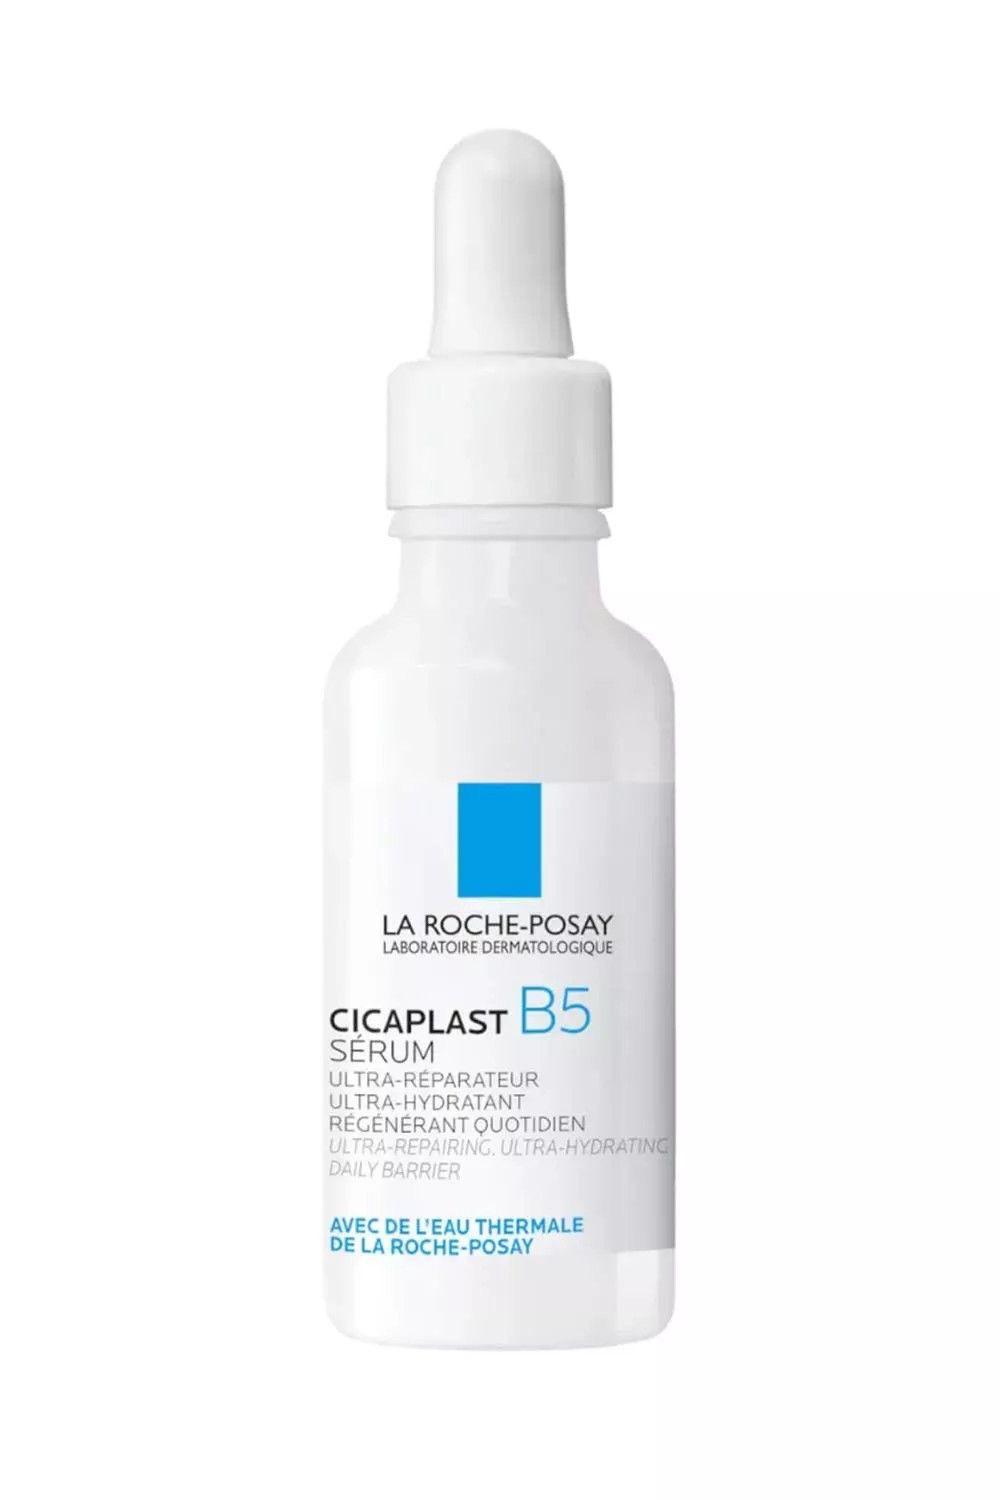 LA ROCHE-POSAY
LABORATOIRE DERMATOLOGIQUE
CICAPLAST B5
SÉRUM
ULTRA-RÉPARATEUR
ULTRA-HYDRATANT
RÉGÉNÉRANT QUOTIDIEN
ULTRA-REPAIRING. ULTRA-HYDRATING
DAILY BARRIER
AVEC DE L'EAU THERMALE
DE LA ROCHE-POSAY